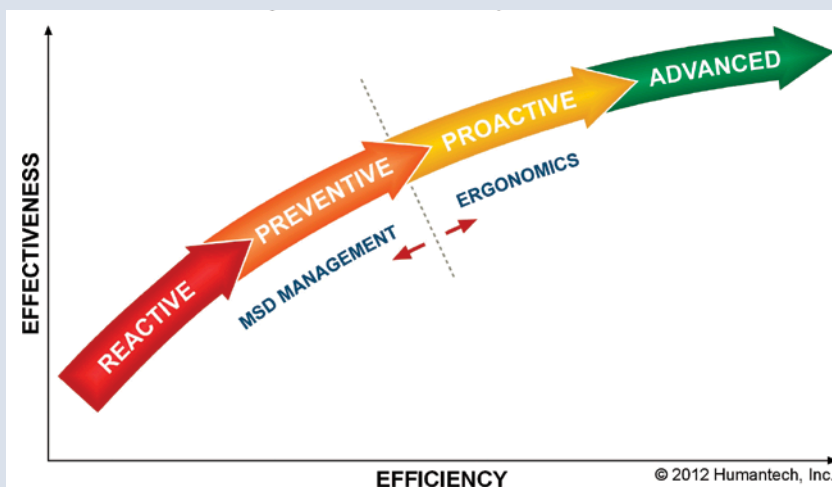 ADVANCED
PROACTIVE
PREVENTIVE
ERGONOMICS
MSD MANAGEMENT
REACTIVE
EFFECTIVENESS
EFFICIENCY
© 2012 Humantech, Inc.